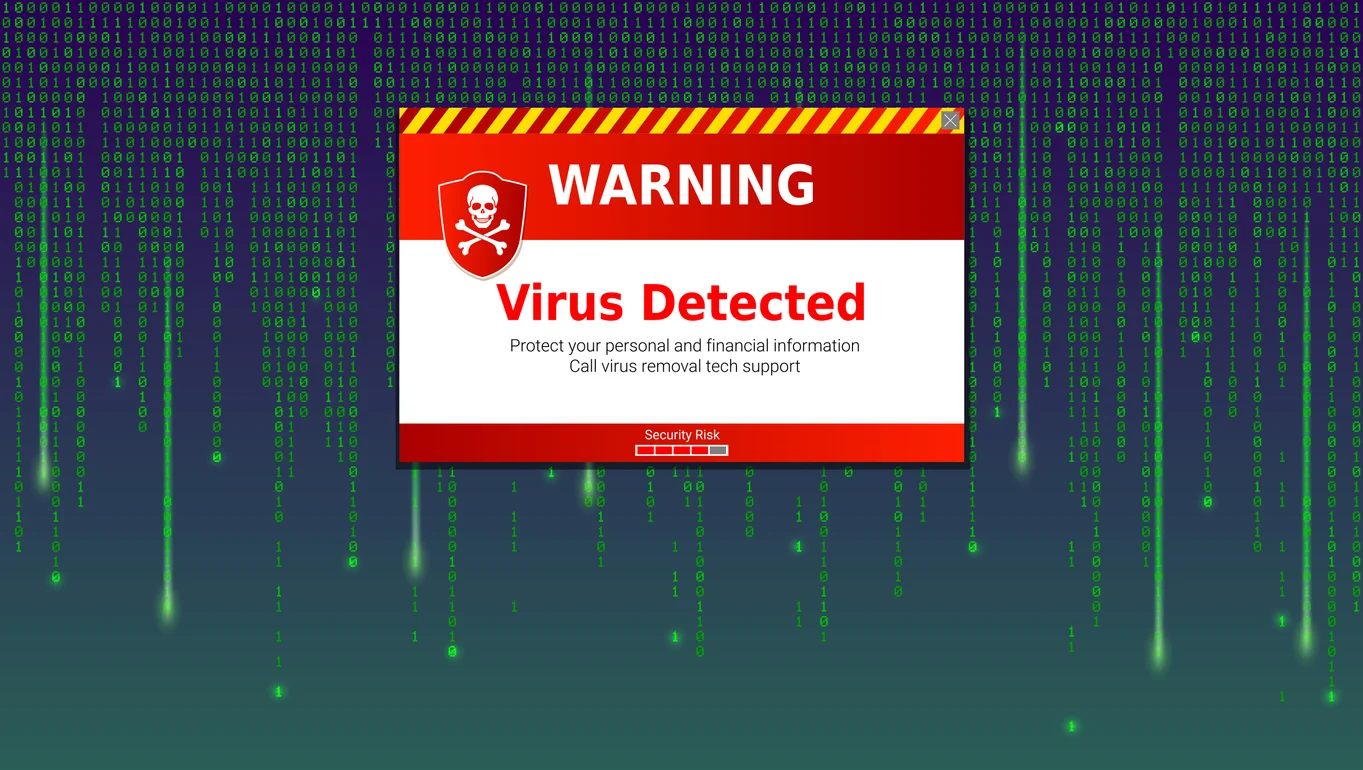 WARNING
Virus Detected
Protect your personal and financial information
Call virus removal tech support
Security Risk